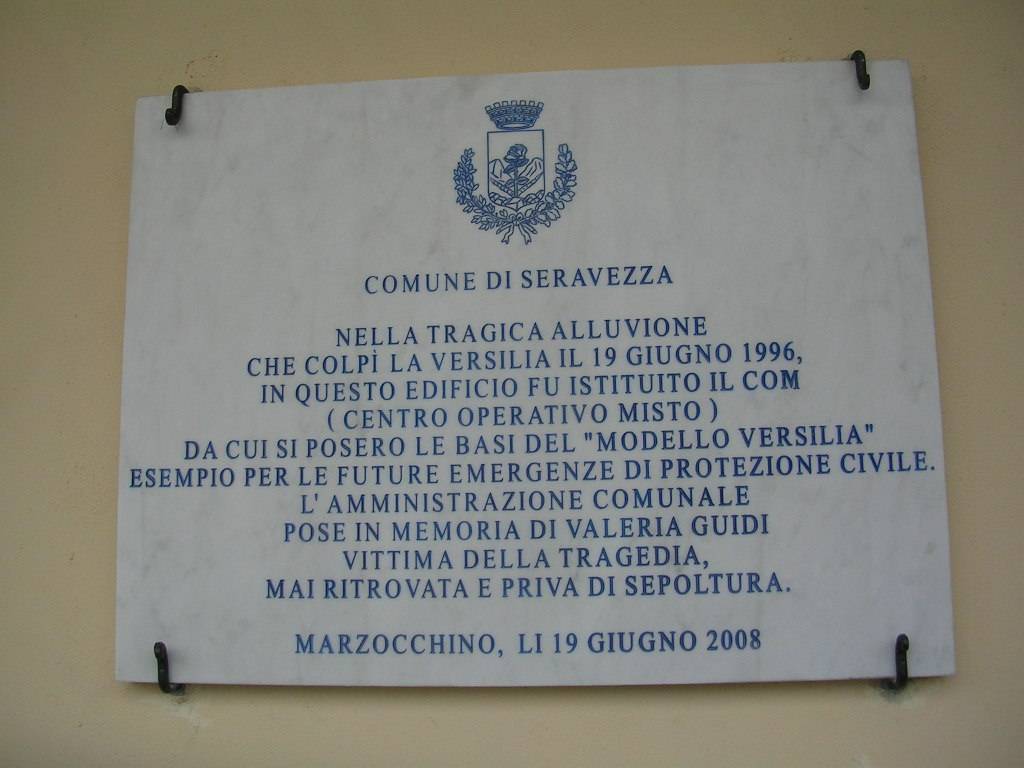 COMUNE DI SERAVEZZA
NELLA TRAGICA ALLUVIONE
CHE COLPÌ LA VERSILIA IL 19 GIUGNO 1996,
IN QUESTO EDIFICIO FU ISTITUITO IL COM
( CENTRO OPERATIVO MISTO )
DA CUI SI POSERO LE BASI DEL "MODELLO VERSILIA"
ESEMPIO PER LE FUTURE EMERGENZE DI PROTEZIONE CIVILE.
L' AMMINISTRAZIONE COMUNALE
POSE IN MEMORIA DI VALERIA GUIDI
VITTIMA DELLA TRAGEDIA,
MAI RITROVATA E PRIVA DI SEPOLTURA.
MARZOCCHINO, LI 19 GIUGNO 2008